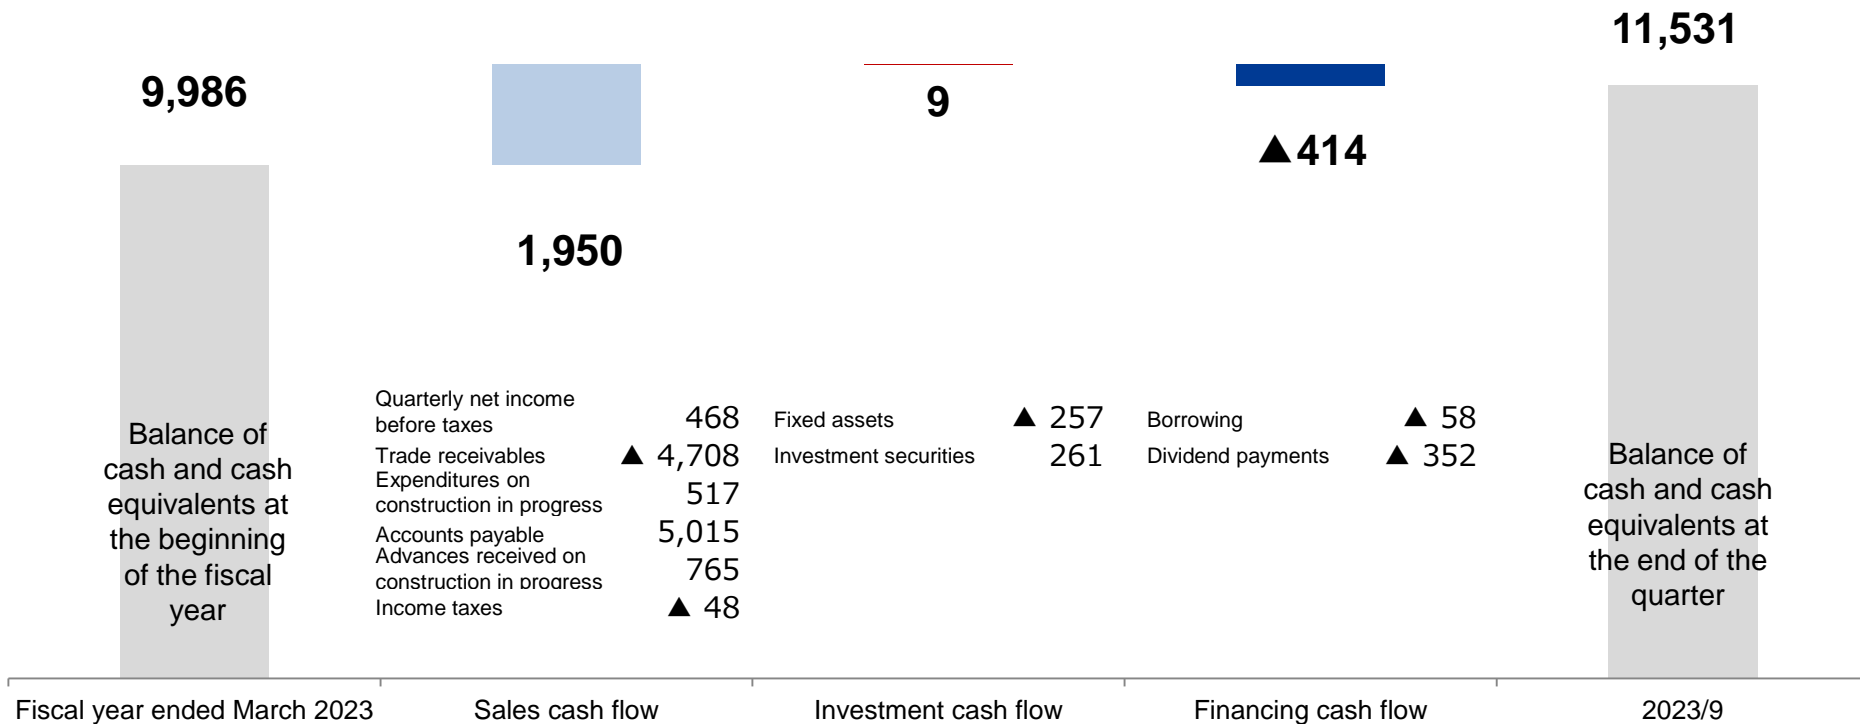 9,986
1,950
9
▲414
11,531
Balance of
cash and cash
equivalents at
the beginning
of the fiscal
year
Quarterly net income
before taxes 468
Trade receivables ▲ 4,708
Expenditures on
construction in progress 517
Accounts payable 5,015
Advances received on
construction in progress 765
Income taxes ▲ 48
Fixed assets ▲ 257
Investment securities 261
Borrowing ▲ 58
Dividend payments ▲ 352
Balance of
cash and cash
equivalents at
the end of the
quarter
Fiscal year ended March 2023
Sales cash flow
Investment cash flow
Financing cash flow
2023/9